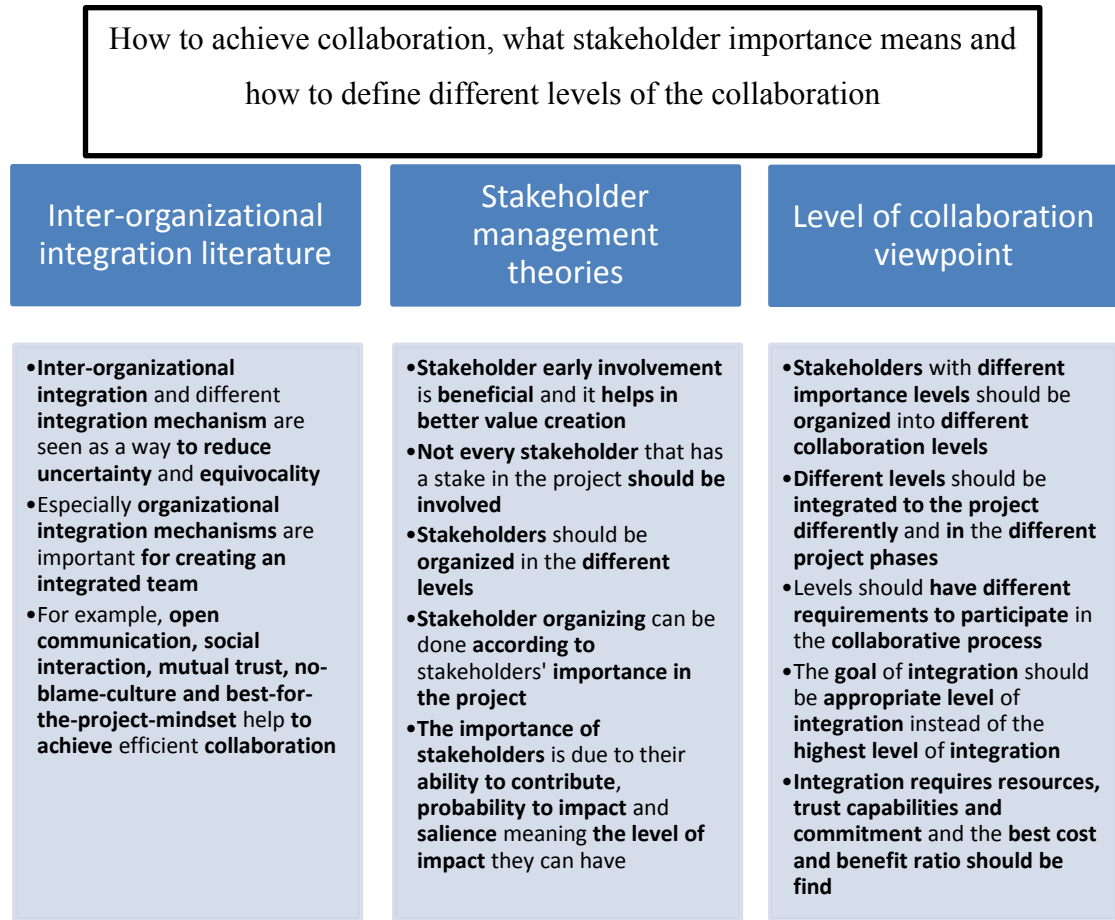 How to achieve collaboration, what stakeholder importance means and
how to define different levels of the collaboration
Inter-organizational
integration literature
•Inter-organizational
integration and different
integration mechanism are
seen as a way to reduce
uncertainty and equivocality
•Especially organizational
integration mechanisms are
important for creating an
integrated team
•For example, open
communication, social
interaction, mutual trust, no-
blame-culture and best-for-
the-project-mindset help to
achieve efficient collaboration
Stakeholder
management
theories
•Stakeholder early involvement
is beneficial and it helps in
better value creation
•Not every stakeholder that has
a stake in the project should be
involved
•Stakeholders should be
organized in the different
levels
•Stakeholder organizing can be
done according to
stakeholders' importance in
the project
•The importance of
stakeholders is due to their
ability to contribute,
probability to impact and
salience meaning the level of
impact they can have
Level of collaboration
viewpoint
•Stakeholders with different
importance levels should be
organized into different
collaboration levels
•Different levels should be
integrated to the project
differently and in the different
project phases
•Levels should have different
requirements to participate in
the collaborative process
•The goal of integration should
be appropriate level of
integration instead of the
highest level of integration
•Integration requires resources,
trust capabilities and
commitment and the best cost
and benefit ratio should be
find